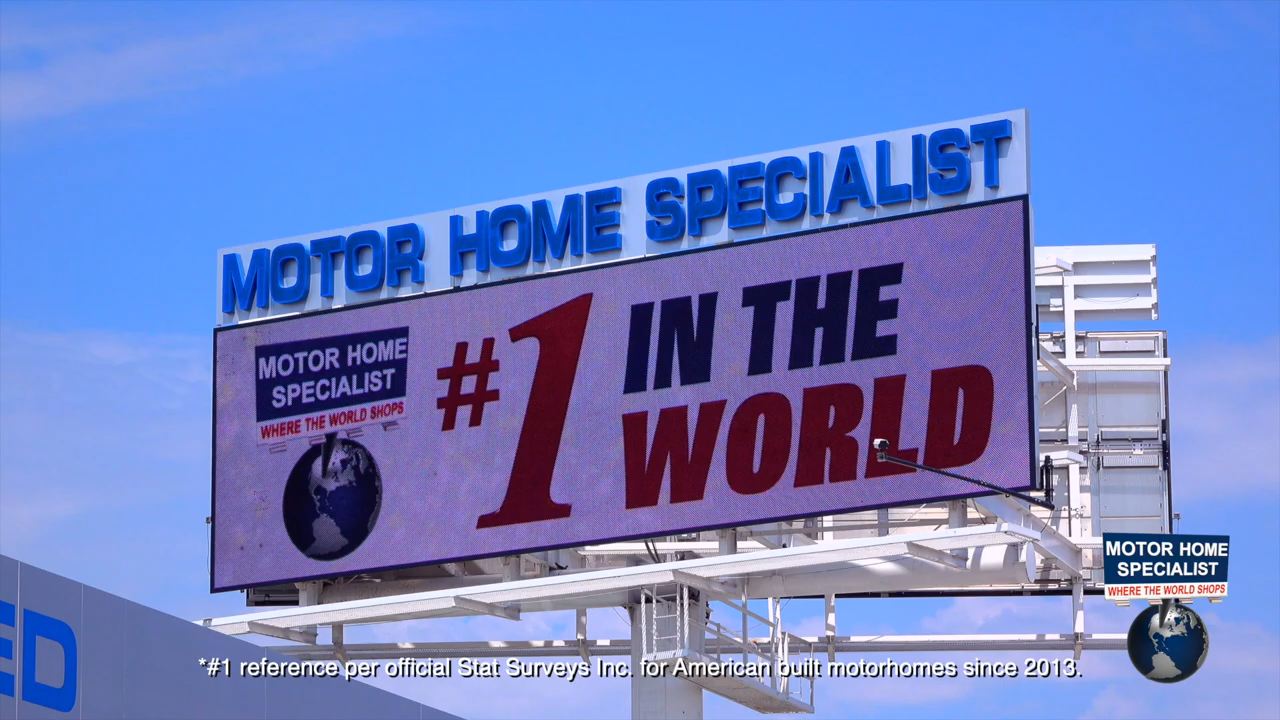 MOTOR HOME SPECIALIST
MOTOR HOME
SPECIALIST
WHERE THE WORLD SHOPS
#1 IN THE
WORLD
ED
MOTOR HOME
SPECIALIST
WHERE THE WORLD SHOPS
*#1 reference per official Stat Surveys Inc. for American built motorhomes since 2013.